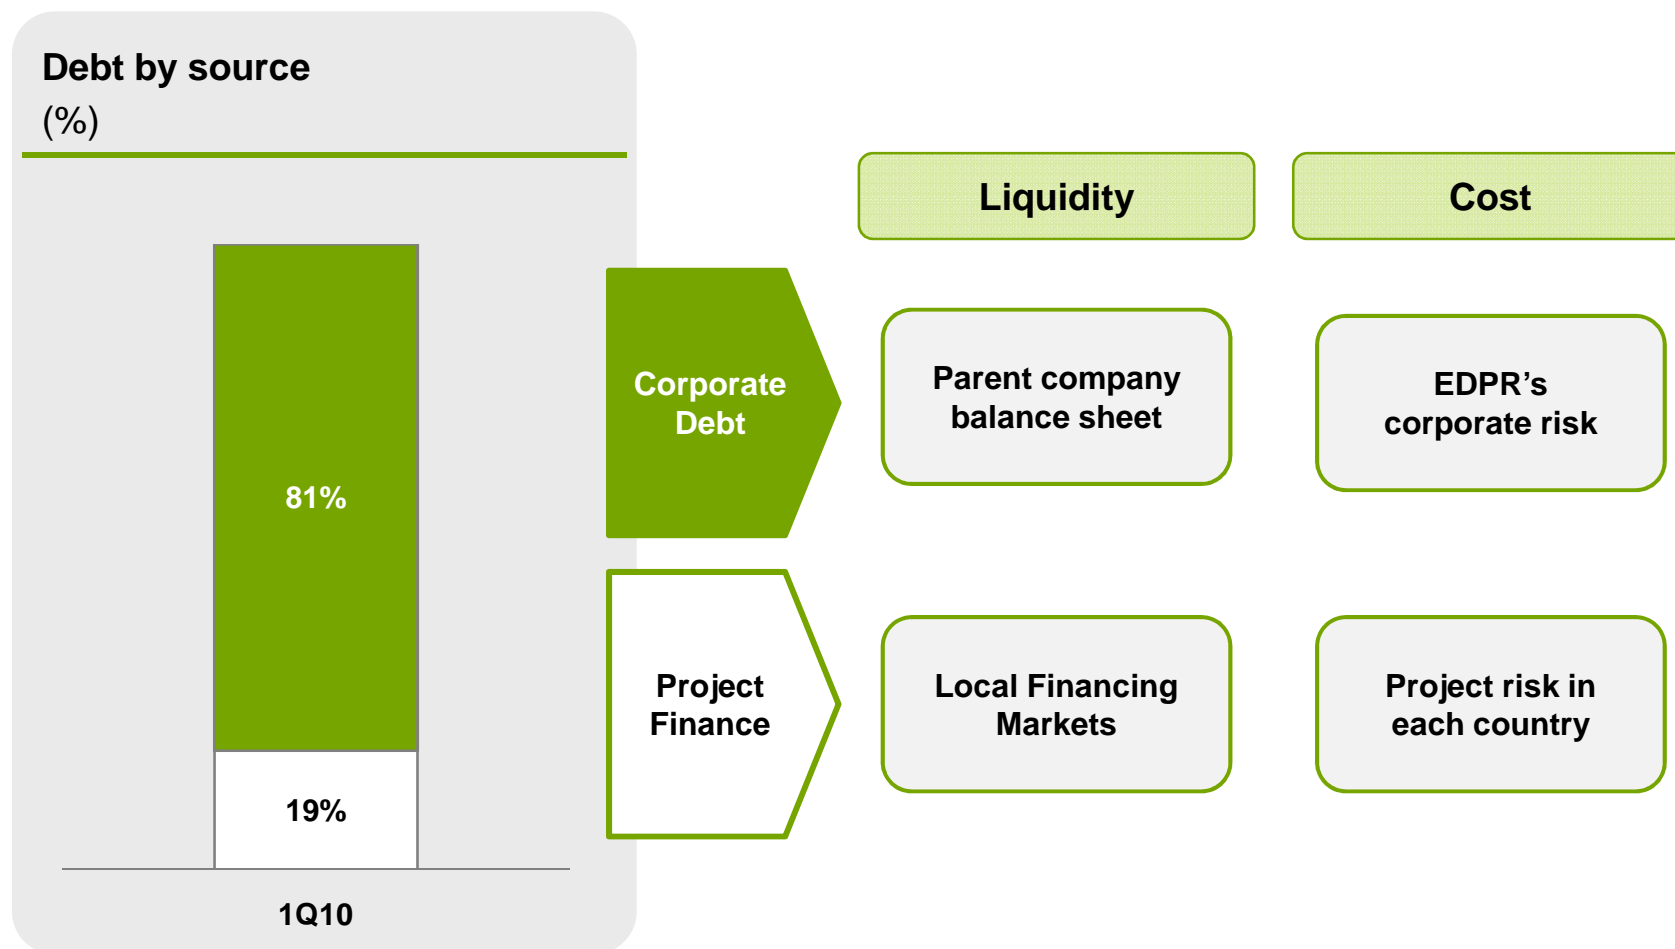 Debt by source
(%)
81%
19%
1Q10
Liquidity
Cost
Corporate
Debt
Parent company
balance sheet
EDPR’s
corporate risk
Project
Finance
Local Financing
Markets
Project risk in
each country